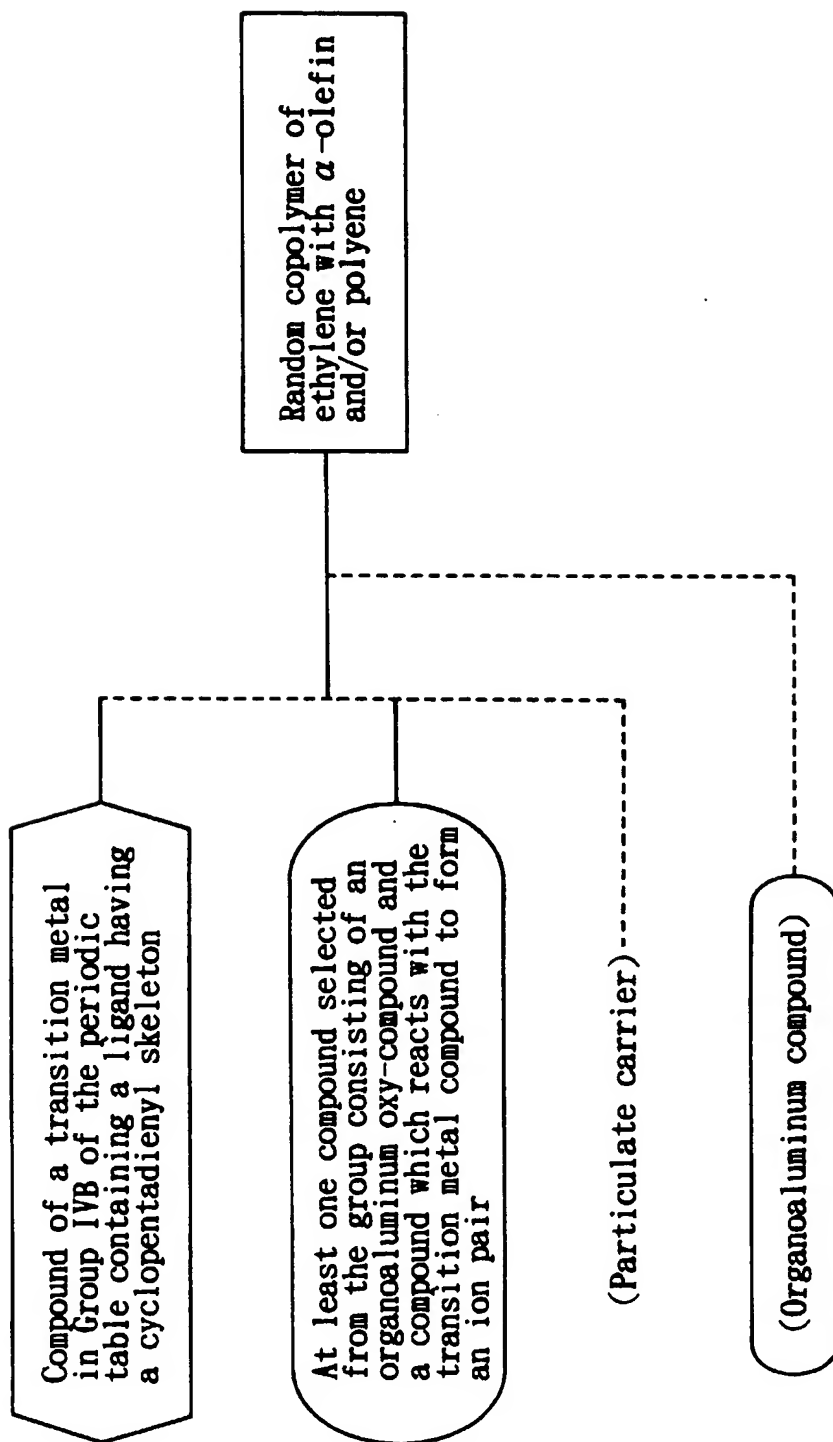 Compound of a transition metal
in Group IVB of the periodic
table containing a ligand having
a cyclopentadienyl skeleton
At least one compound selected
from the group consisting of an
organoaluminum oxy-compound and
a compound which reacts with the
transition metal compound to form
an ion pair
(Particulate carrier)
(Organoaluminum compound)
Random copolymer of
ethylene with α-olefin
and/or polyene